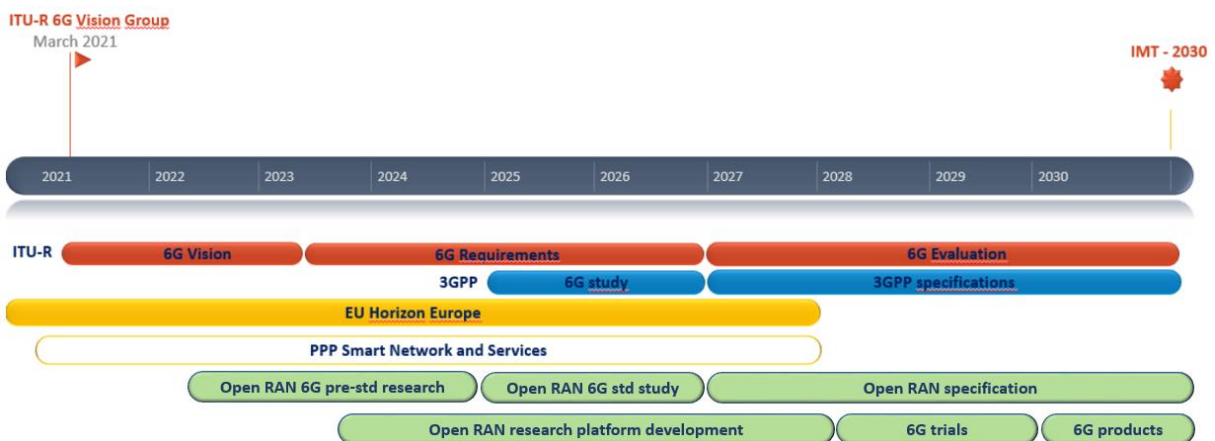 ITU-R 6G Vision Group
March 2021
IMT - 2030
2021 2022 2023 2024 2025 2026 2027 2028 2029 2030
ITU-R 6G Vision 6G Requirements 6G Evaluation
3GPP 6G study 3GPP specifications
EU Horizon Europe
PPP Smart Network and Services
Open RAN 6G pre-std research Open RAN 6G std study Open RAN specification
Open RAN research platform development 6G trials 6G products